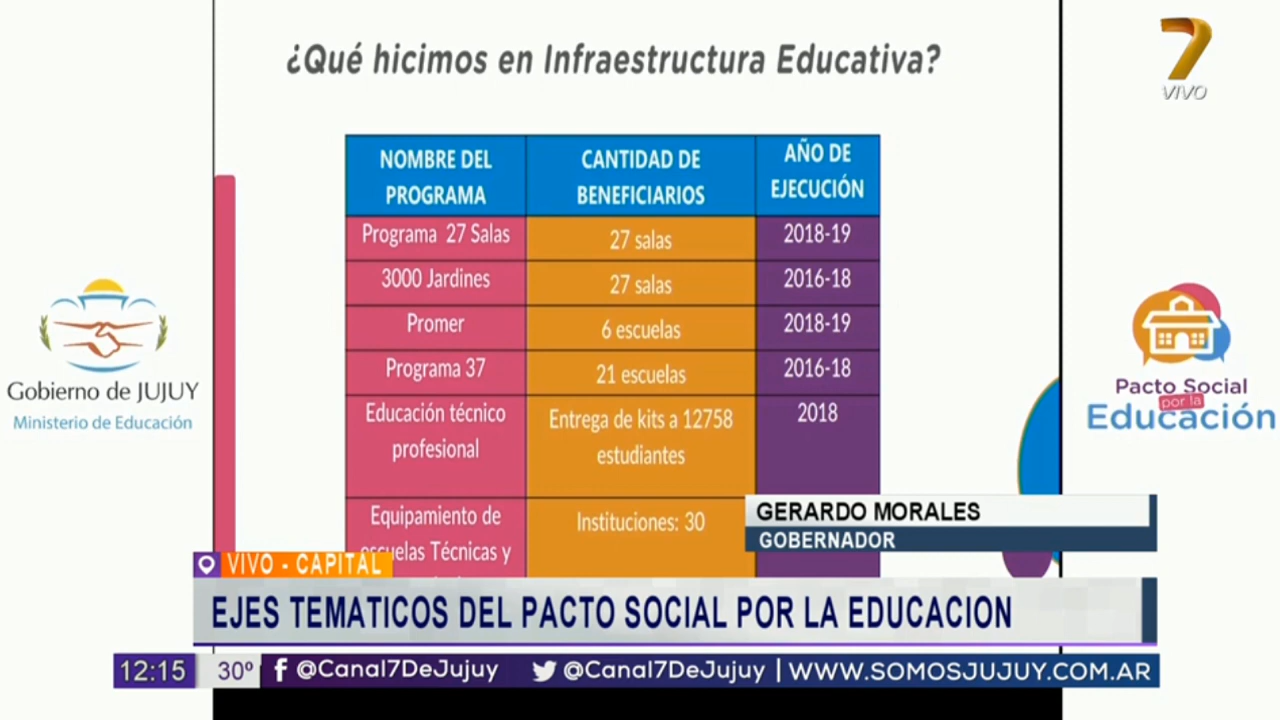 ¿Qué hicimos en Infraestructura Educativa?
7
VIVO
NOMBRE DEL
PROGRAMA
CANTIDAD DE
BENEFICIARIOS
AÑO DE
EJECUCIÓN
Programa 27 Salas
27 salas
2018-19
3000 Jardines
27 salas
2016-18
Promer
6 escuelas
2018-19
Programa 37
21 escuelas
2016-18
Educación técnico
profesional
Entrega de kits a 12758
estudiantes
2018
Equipamiento de
escuelas Técnicas y
Instituciones: 30
Gobierno de JUJUY
Ministerio de Educación
Pacto Social
por la
Educación
GERARDO MORALES
GOBERNADOR
VIVO - CAPITAL
EJES TEMATICOS DEL PACTO SOCIAL POR LA EDUCACION
12:15 30º @Canal7DeJujuy @Canal7DeJujuy | WWW.SOMOSJUJUY.COM.AR